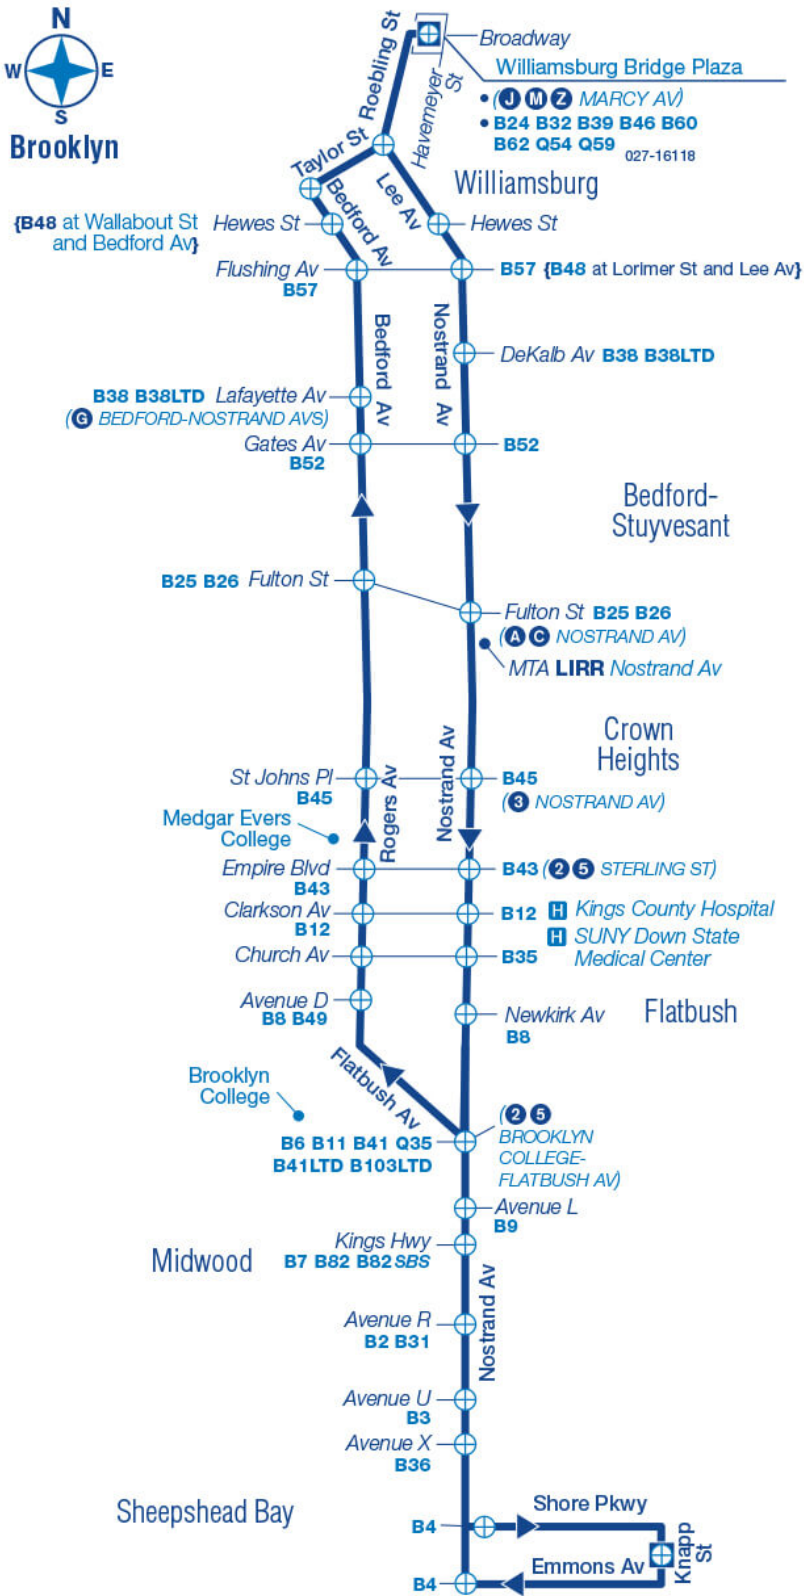 N
W E
S
Brooklyn
Roebling St
Broadway
Havemeyer
St
Williamsburg Bridge Plaza
• (J M Z MARCY AV)
• B24 B32 B39 B46 B60
B62 Q54 Q59
027-16118
Taylor St
Lee Av
Williamsburg
Bedford Av
{B48 at Wallabout St
and Bedford Av}
Hewes St
Hewes St
Flushing Av
B57
B57 {B48 at Lorimer St and Lee Av}
Bedford Av
Nostrand Av
DeKalb Av B38 B38LTD
B38 B38LTD Lafayette Av
(G BEDFORD-NOSTRAND AVS)
Gates Av
B52
B52
Bedford-
Stuyvesant
B25 B26 Fulton St
Fulton St B25 B26
(A C NOSTRAND AV)
MTA LIRR Nostrand Av
Crown
Heights
Rogers Av
Nostrand Av
St Johns Pl
B45
B45
(3 NOSTRAND AV)
Medgar Evers
College
Empire Blvd
B43
B43 (2 5 STERLING ST)
Clarkson Av
B12
B12 H Kings County Hospital
H SUNY Down State
Medical Center
Church Av
B35
Avenue D
B8 B49
Newkirk Av
B8
Flatbush
Flatbush Av
Brooklyn
College
B6 B11 B41 Q35
B41LTD B103LTD
(2 5
BROOKLYN
COLLEGE-
FLATBUSH AV)
Avenue L
B9
Kings Hwy
B7 B82 B82SBS
Midwood
Nostrand Av
Avenue R
B2 B31
Avenue U
B3
Avenue X
B36
Sheepshead Bay
B4
Shore Pkwy
Knapp
St
Emmons Av
B4